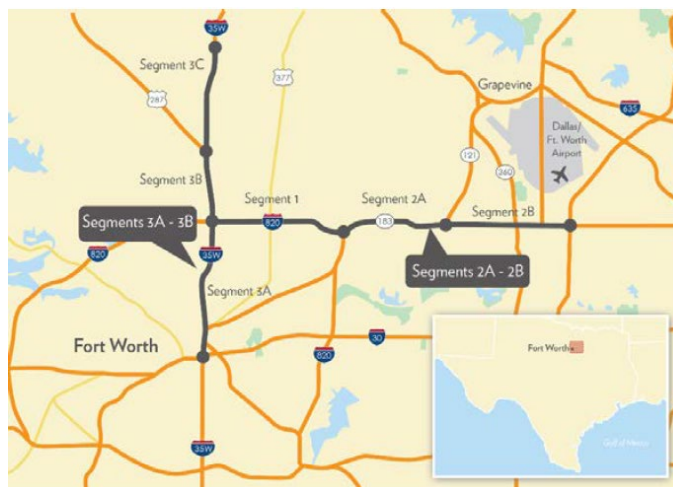 35W
Segment 3C
377
287
Grapevine
635
Dallas/
Ft. Worth
Airport
121
360
Segment 3B
Segment 1
Segment 2A
Segment 2B
820
183
Segments 3A - 3B
820
35W
Segments 2A - 2B
Segment 3A
Fort Worth
30
820
35W
Fort Worth
Gulf of Mexico